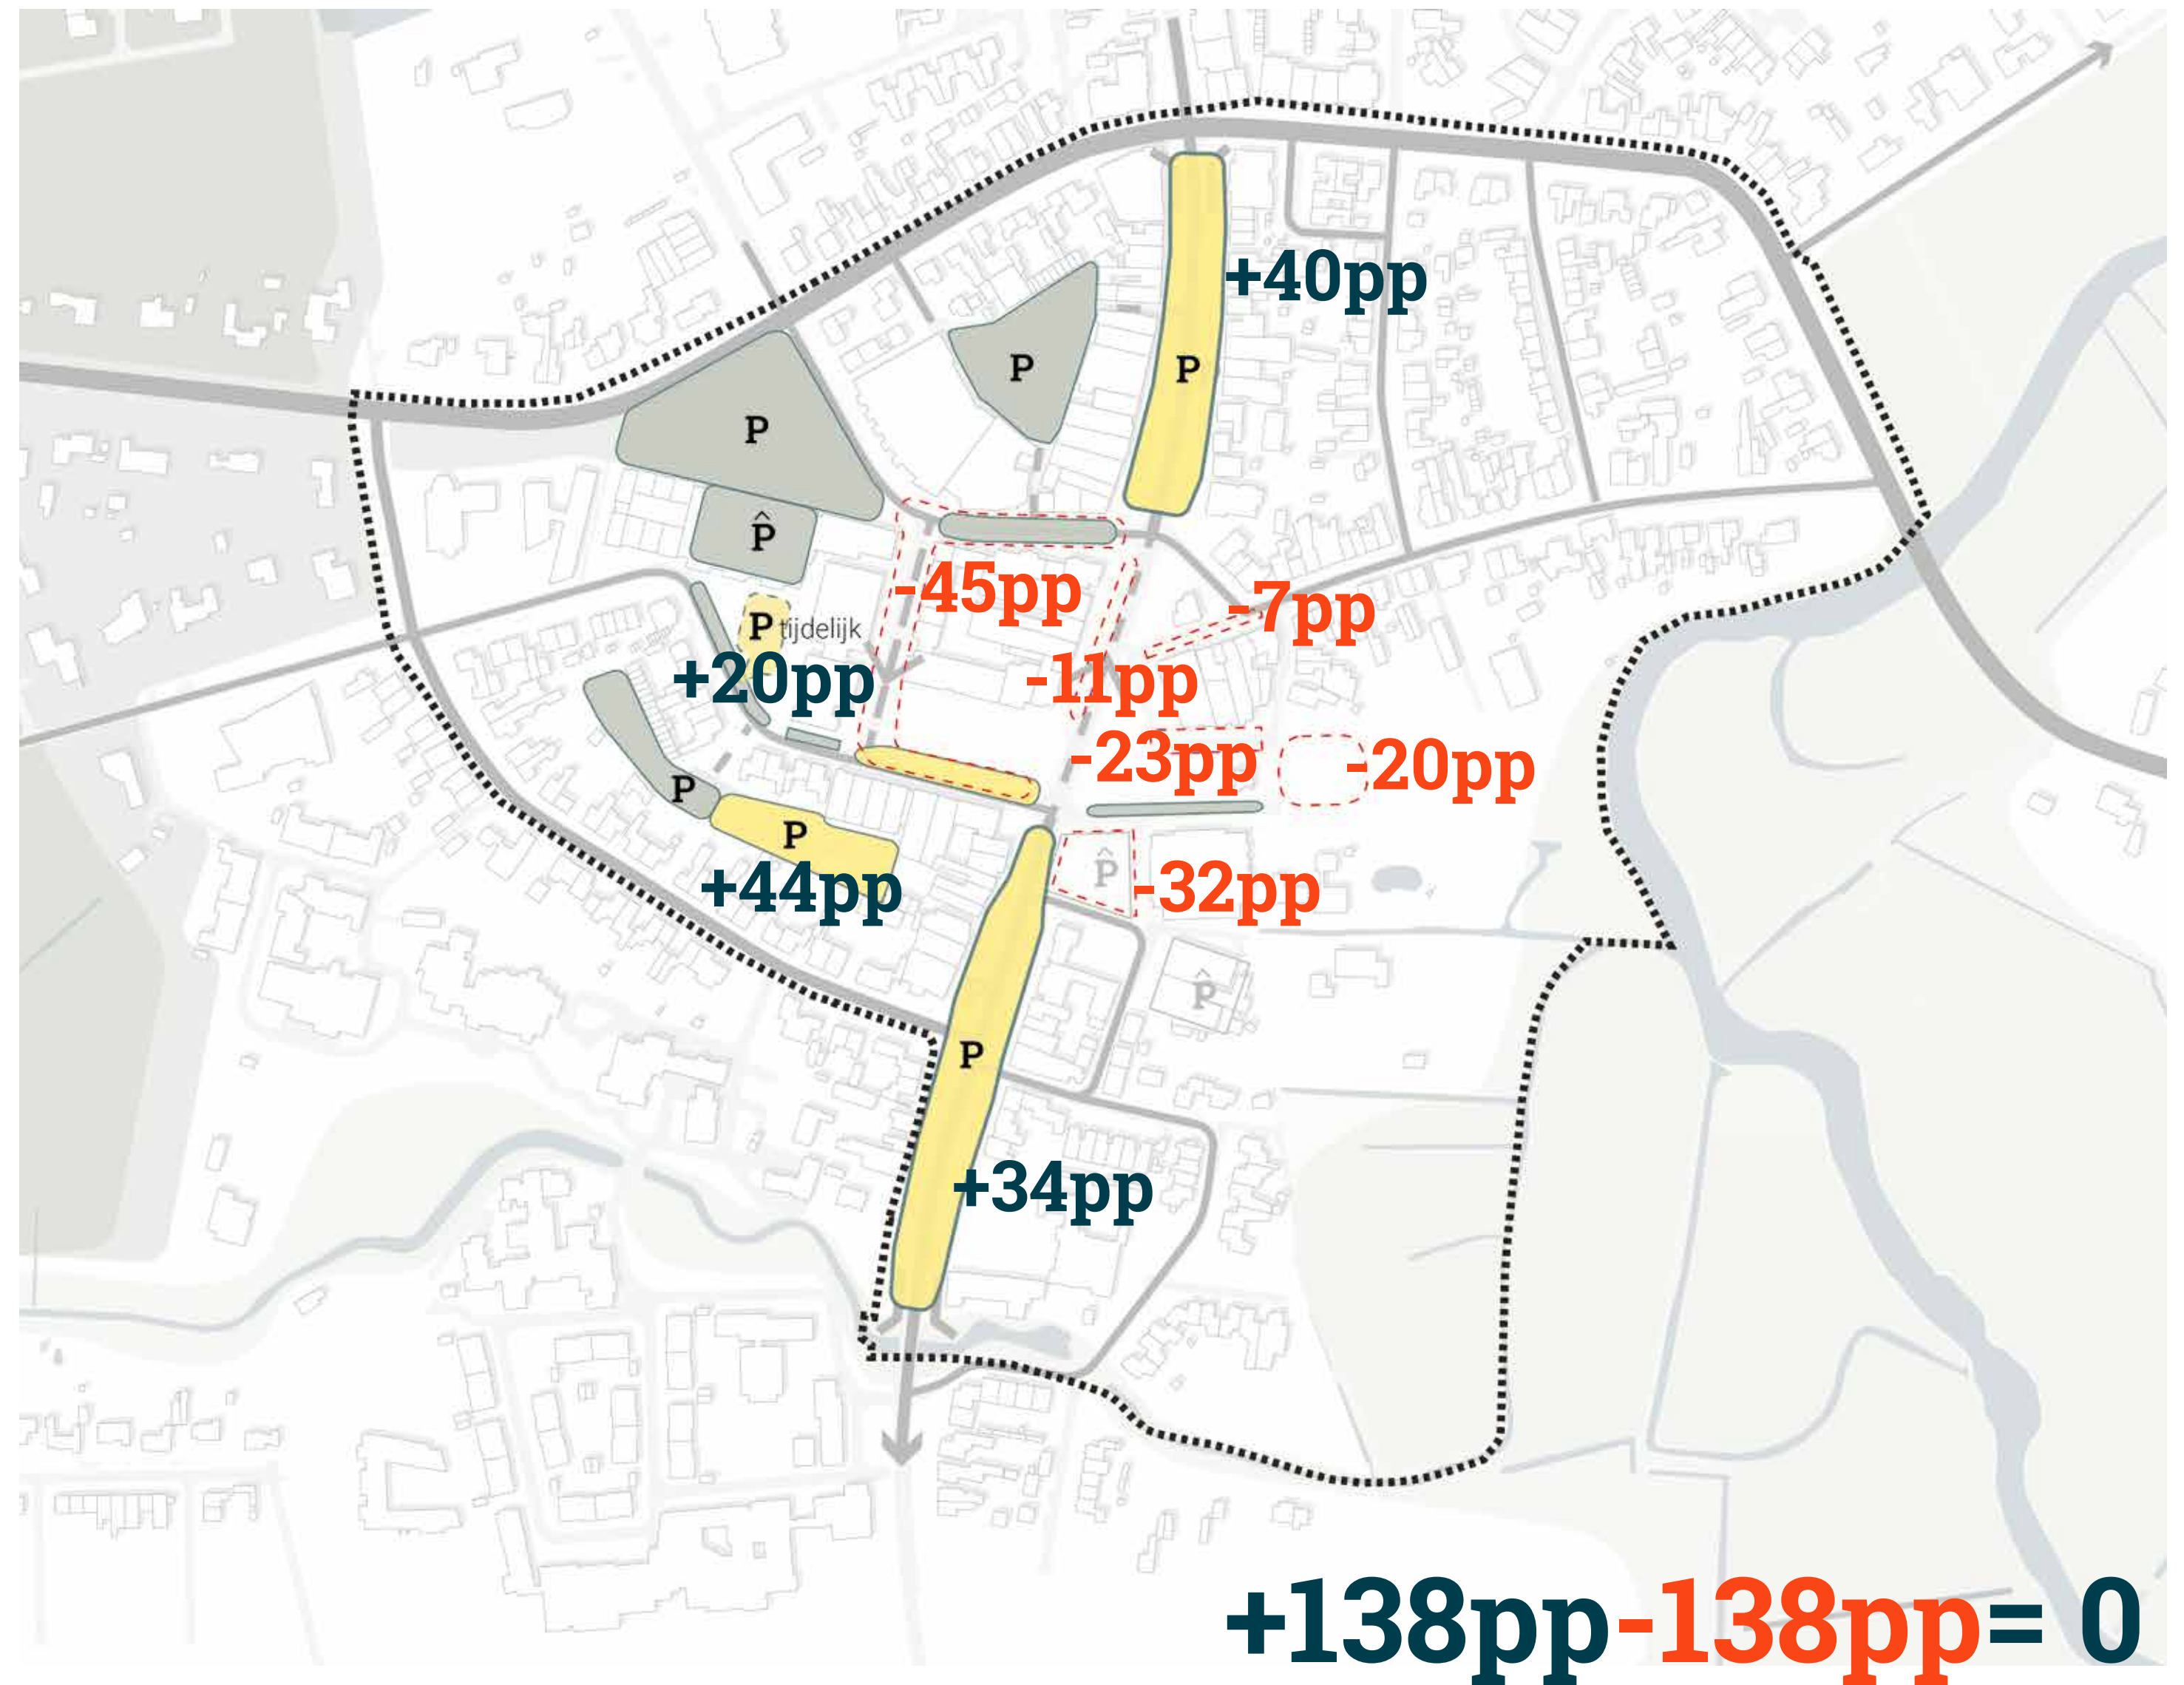 +40pp
P
P
P
P̂
-45pp
-7pp
P tijdelijk
+20pp
-11pp
-23pp
-20pp
P
P
+44pp
P̂
-32pp
P̂
P
+34pp
+138pp-138pp= 0